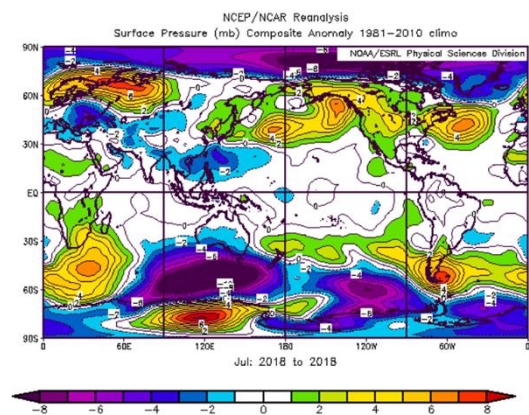 NCEP/NCAR Reanalysis
Surface Pressure (mb) Composite Anomaly 1981-2010 climo
NOAA/ESRL Physical Sciences Division
90N
60N
30N
EQ
30S
60S
90S
0 60E 120E 180 120W 60W 0
Jul: 2018 to 2018
-8 -6 -4 -2 0 2 4 6 8